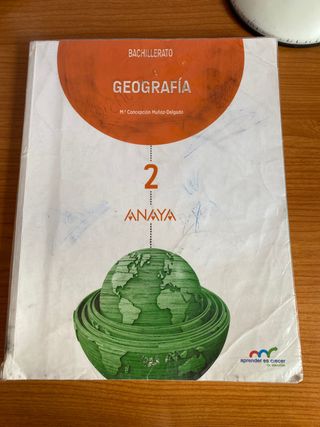 BACHILLERATO
GEOGRAFÍA
Mª Concepción Muñoz-Delgado
2
ANAYA
aprender es crecer